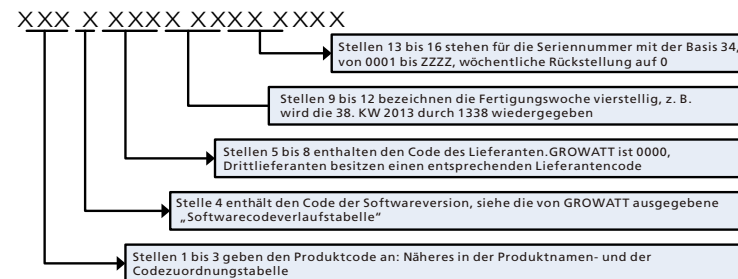 XXX X XXXX XXXX XXXX
Stellen 13 bis 16 stehen für die Seriennummer mit der Basis 34,
von 0001 bis ZZZZ, wöchentliche Rückstellung auf 0
Stellen 9 bis 12 bezeichnen die Fertigungswoche vierstellig, z. B.
wird die 38. KW 2013 durch 1338 wiedergegeben
Stellen 5 bis 8 enthalten den Code des Lieferanten.GROWATT ist 0000,
Drittlieferanten besitzen einen entsprechenden Lieferantencode
Stelle 4 enthält den Code der Softwareversion, siehe die von GROWATT ausgegebene
„Softwarecodeverlaufstabelle“
Stellen 1 bis 3 geben den Produktcode an: Näheres in der Produktnamen- und der
Codezuordnungstabelle